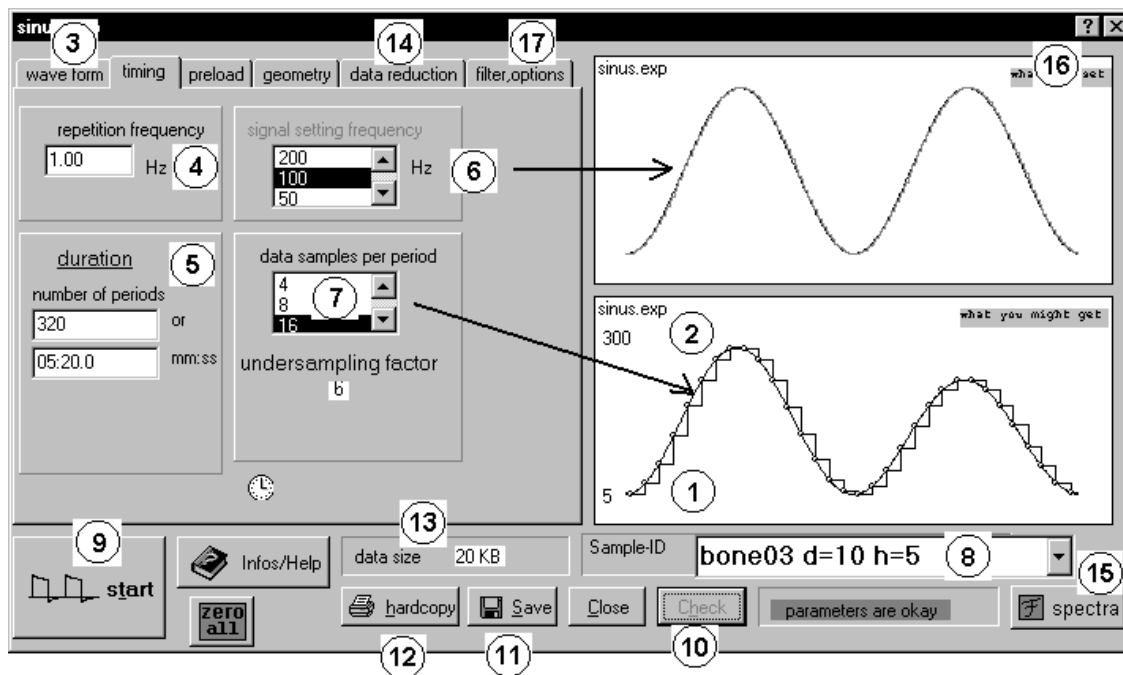 sinu
3
14
17
wave form
timing
preload
geometry
data reduction
filter,options
repetition frequency
1.00
Hz
4
signal setting frequency
200
100
50
Hz
6
duration
5
number of periods
320
or
05:20.0
mm:ss
data samples per period
4
8
16
7
undersampling factor
sinus.exp
16
wha
set
sinus.exp
what you might get
300
2
5
1
9
start
Infos/Help
zero all
13
data size
20 KB
Sample-ID
bone03 d=10 h=5
8
15
hardcopy
Save
Close
Check
parameters are okay
spectra
12
11
10